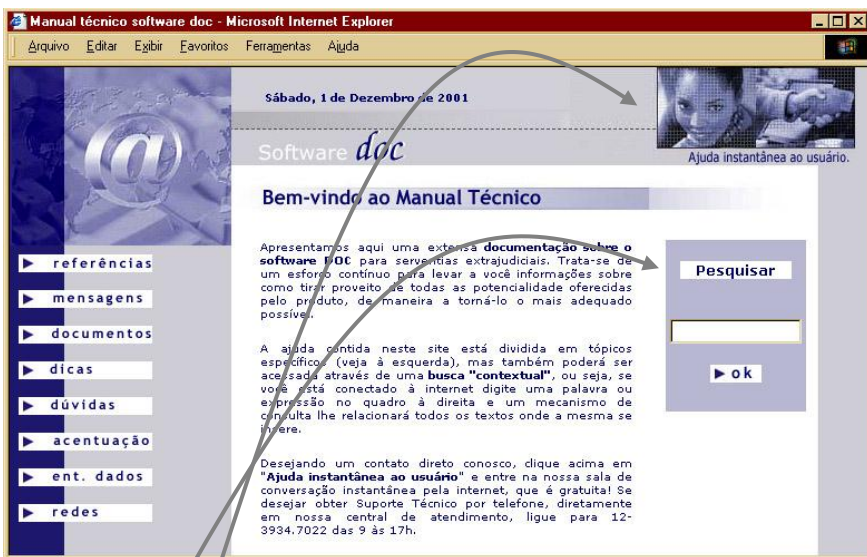 Manual técnico software doc - Microsoft Internet Explorer
Arquivo Editar Exibir Favoritos Ferramentas Ajuda
Sábado, 1 de Dezembro de 2001
Software doc
Ajuda instantânea ao usuário.
Bem-vindo ao Manual Técnico
referências
mensagens
documentos
dicas
dúvidas
acentuação
ent. dados
redes
Apresentamos aqui uma extensa documentação sobre o
software DOC para serventias extrajudiciais. Trata-se de
um esforço contínuo para levar a você informações sobre
como tirar proveito de todas as potencialidade oferecidas
pelo produto, de maneira a torná-lo o mais adequado
possível.
A ajuda contida neste site está dividida em tópicos
específicos (veja à esquerda), mas também poderá ser
acessada através de uma busca "contextual", ou seja, se
você está conectado à internet digite uma palavra ou
expressão no quadro à direita e um mecanismo de
consulta lhe relacionará todos os textos onde a mesma se
insere.
Desejando um contato direto conosco, clique acima em
"Ajuda instantânea ao usuário" e entre na nossa sala de
conversação instantânea pela internet, que é gratuita! Se
desejar obter Suporte Técnico por telefone, diretamente
em nossa central de atendimento, ligue para 12-
3934.7022 das 9 às 17h.
Pesquisar
ok